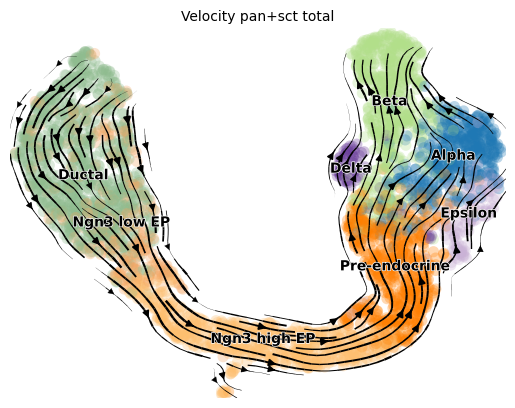 Velocity pan+sct total
Beta
Alpha
Delta
Ductal
Epsilon
Ngn3 low EP
Pre-endocrine
Ngn3 high EP